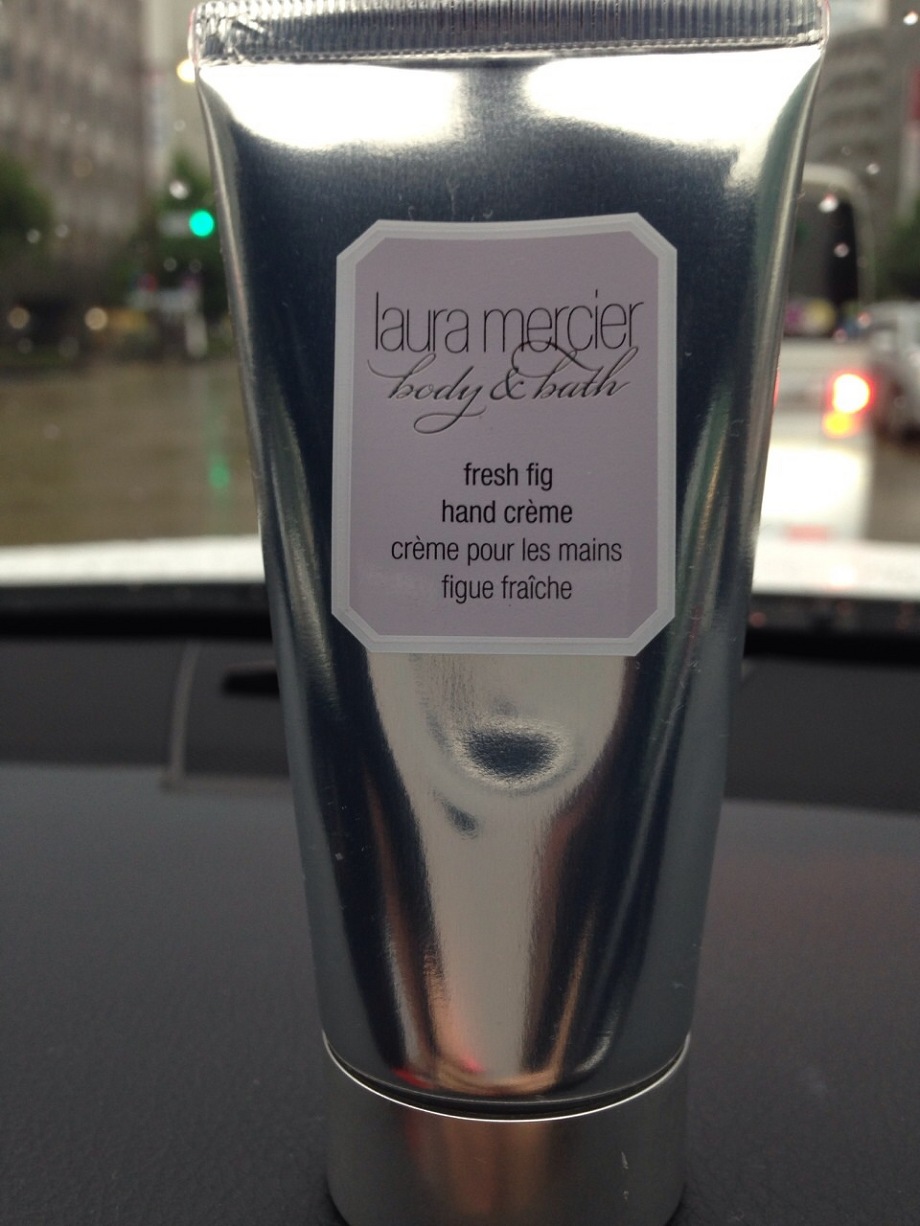 laura mercier
body & bath
fresh fig
hand crème
crème pour les mains
figue fraîche